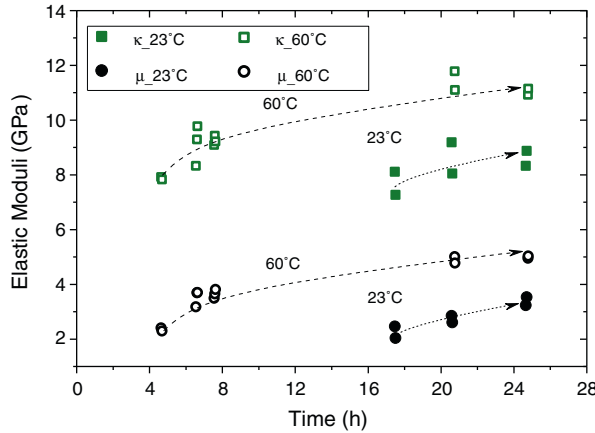 14
12
10
8
6
4
2
Elastic Moduli (GPa)
κ_23°C
κ_60°C
μ_23°C
μ_60°C
60°C
23°C
60°C
23°C
0
4
8
12
16
20
24
28
Time (h)